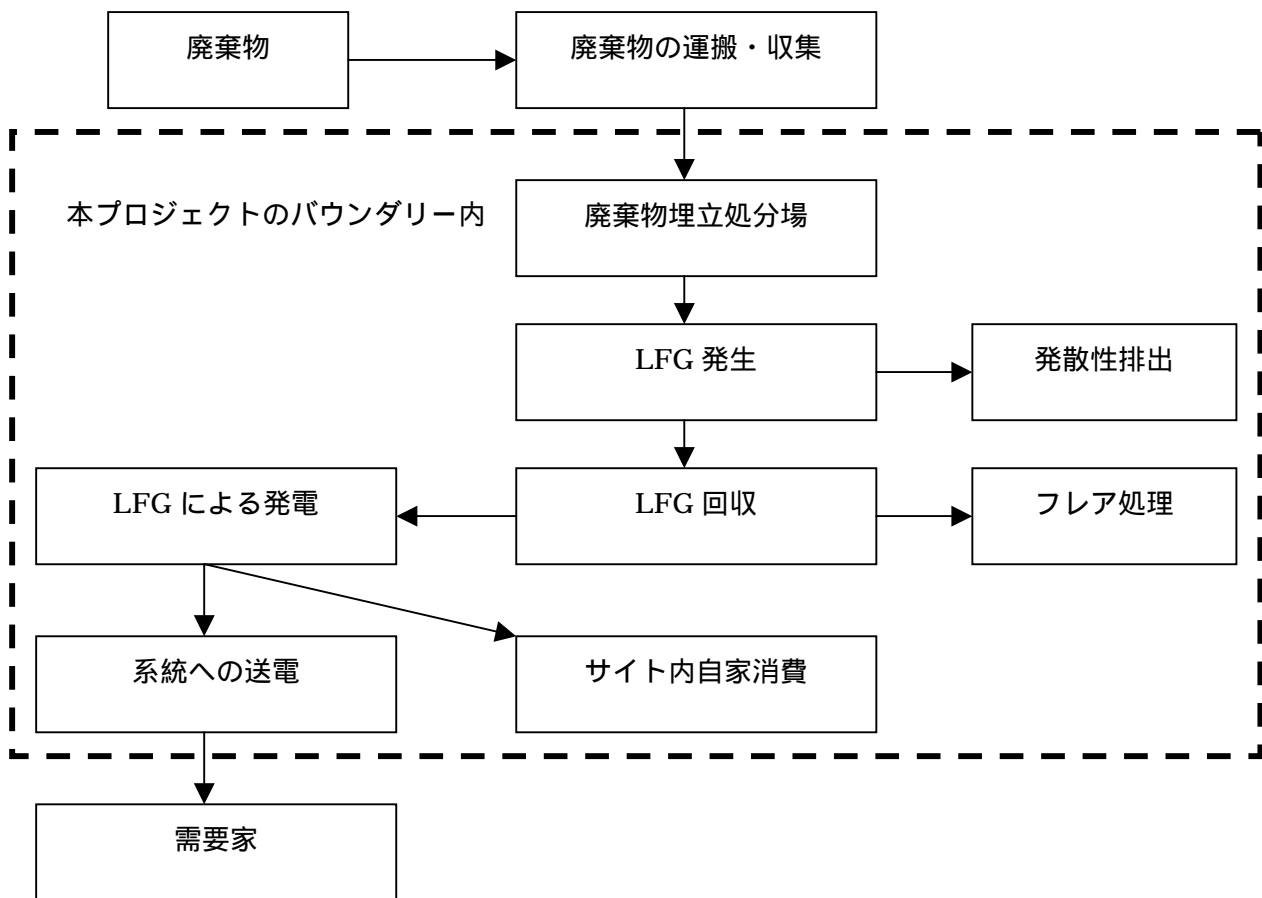 廃棄物
廃棄物の運搬・収集
本プロジェクトのバウンダリー内
廃棄物埋立処分場
LFG 発生
発散性排出
LFG による発電
LFG 回収
フレア処理
系統への送電
サイト内自家消費
需要家